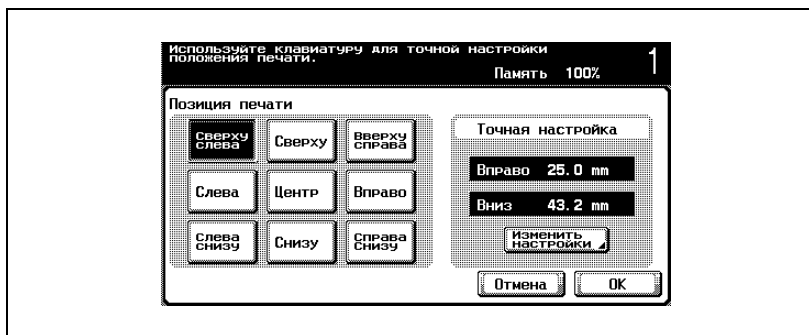 Используйте клавиатуру для точной настройки
положения печати.
Память 100% 1
Позиция печати
Сверху
слева
Сверху
Вверху
справа
Слева
Центр
Вправо
Слева
снизу
Снизу
Справа
снизу
Точная настройка
Вправо 25.0 mm
Вниз 43.2 mm
Изменить
настройки
Отмена
OK